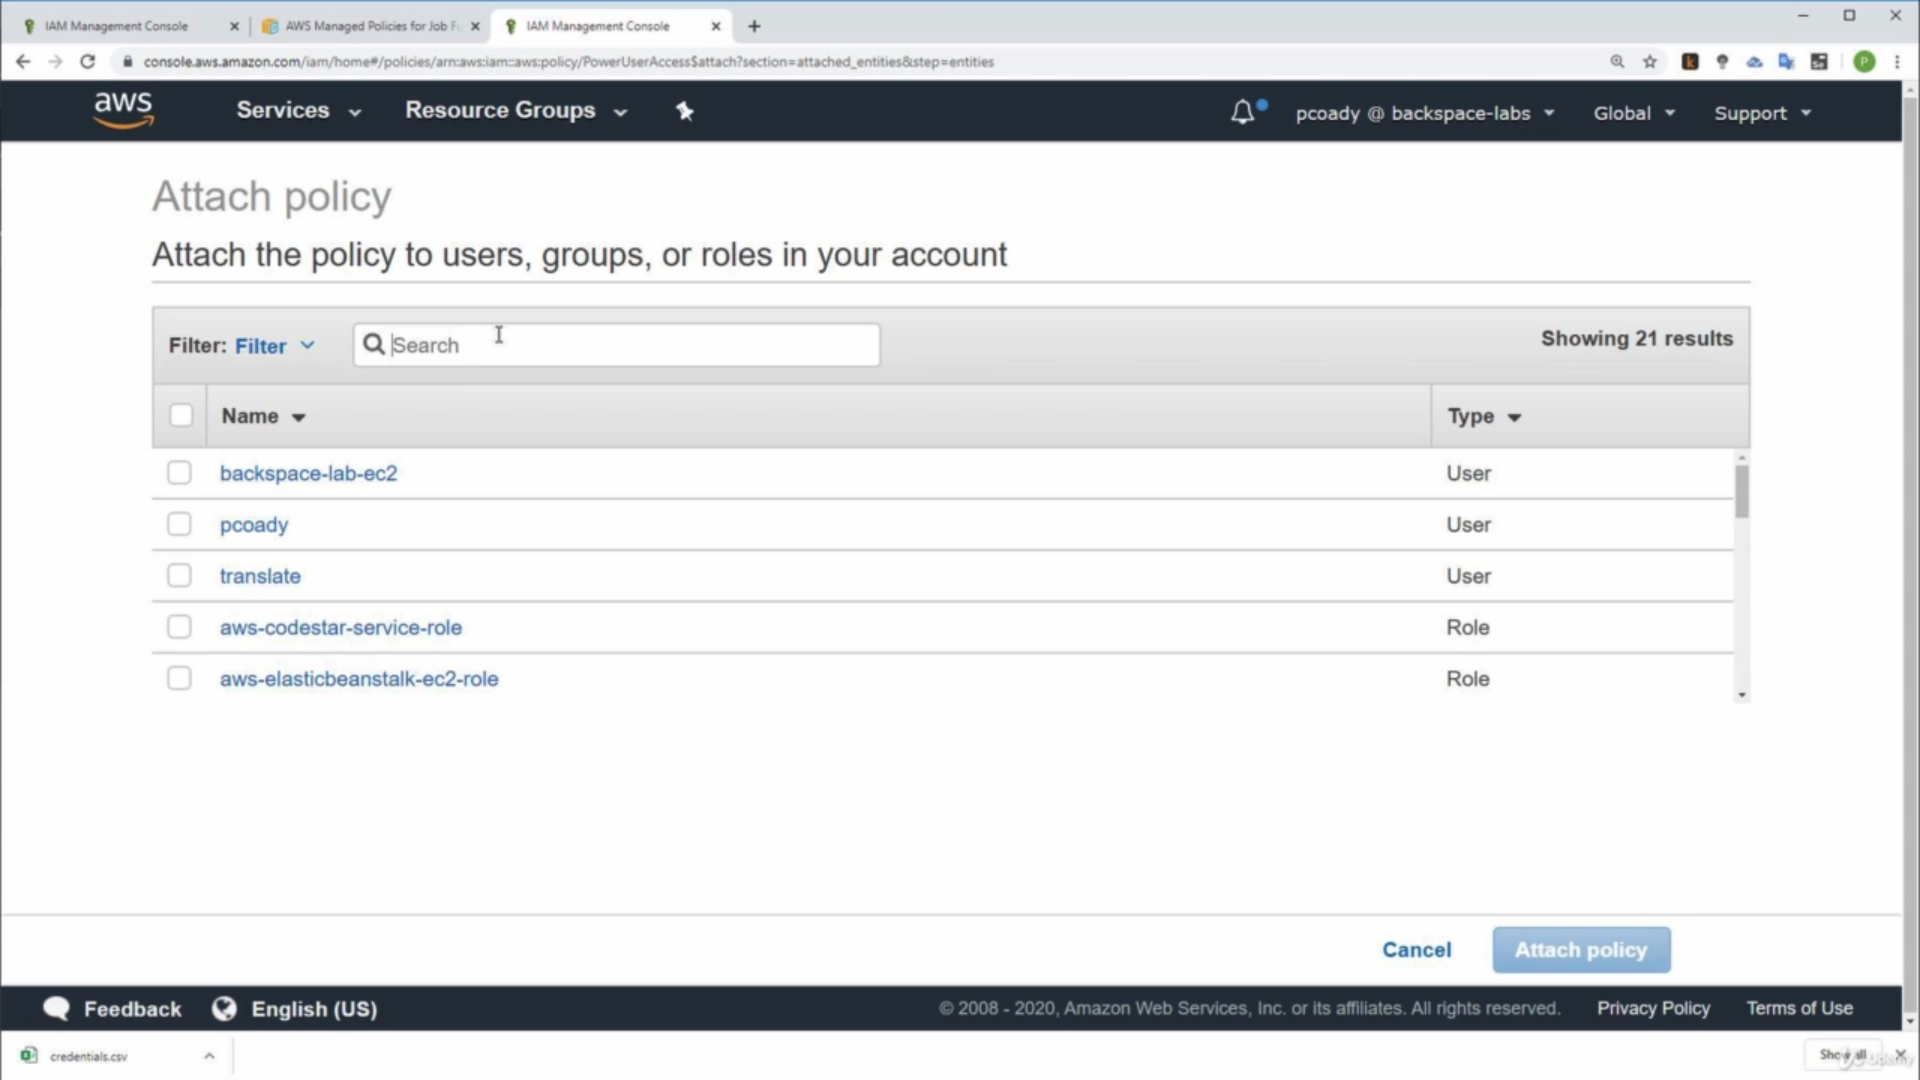 IAM Management Console
AWS Managed Policies for Job Fu
IAM Management Console
console.aws.amazon.com/iam/home#/policies/arn:aws:iam::aws:policy/PowerUserAccess$attach?section=attached_entities&step=entities
aws
Services
Resource Groups
pcoady @ backspace-labs
Global
Support
Attach policy
Attach the policy to users, groups, or roles in your account
Filter: Filter
Search
Showing 21 results
Name
Type
backspace-lab-ec2
User
pcoady
User
translate
User
aws-codestar-service-role
Role
aws-elasticbeanstalk-ec2-role
Role
Cancel
Attach policy
Feedback
English (US)
© 2008 - 2020, Amazon Web Services, Inc. or its affiliates. All rights reserved.
Privacy Policy
Terms of Use
credentials.csv
Show all
Udemy